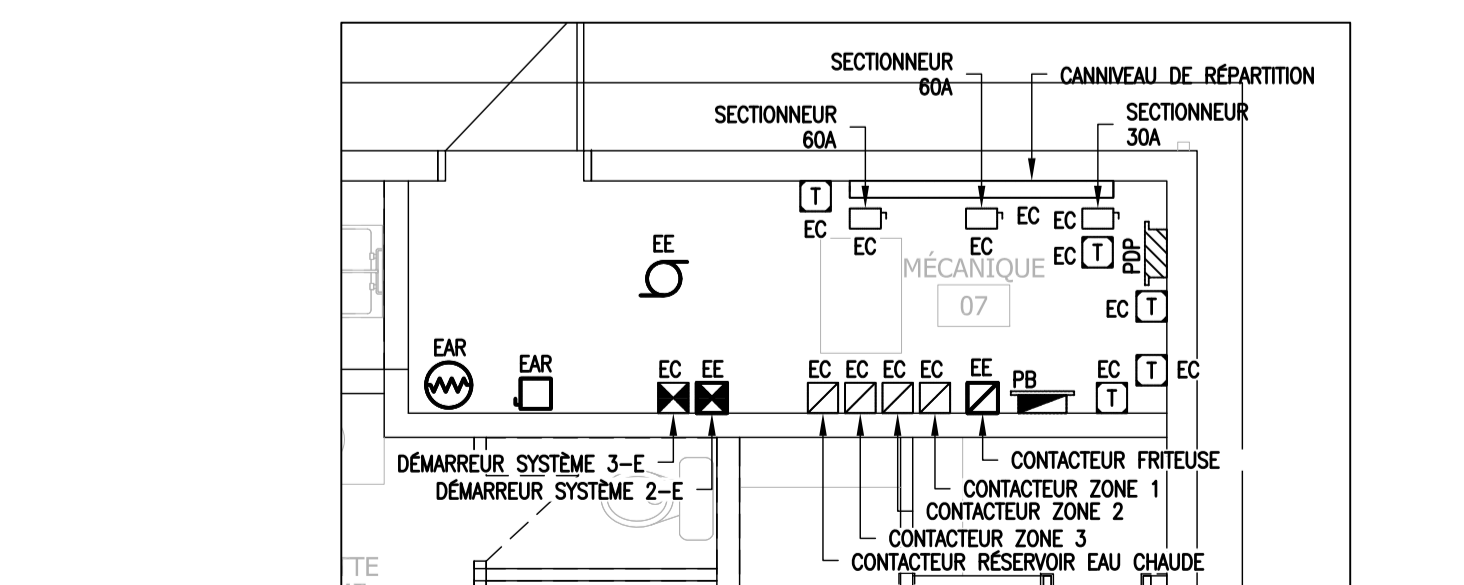 SECTIONNEUR
60A
CANNIVEAU DE RÉPARTITION
SECTIONNEUR
60A
SECTIONNEUR
30A
T
EC
EC
EC
EC
EC
EC
T
PDP
EE
MÉCANIQUE
07
EC
T
EAR
EAR
EC
EE
EC
EC
EC
EC
EE
PB
EC
T
T
EC
DÉMARREUR SYSTÈME 3-E
DÉMARREUR SYSTÈME 2-E
CONTACTEUR FRITEUSE
CONTACTEUR ZONE 1
CONTACTEUR ZONE 2
CONTACTEUR ZONE 3
CONTACTEUR RÉSERVOIR EAU CHAUDE
TTE